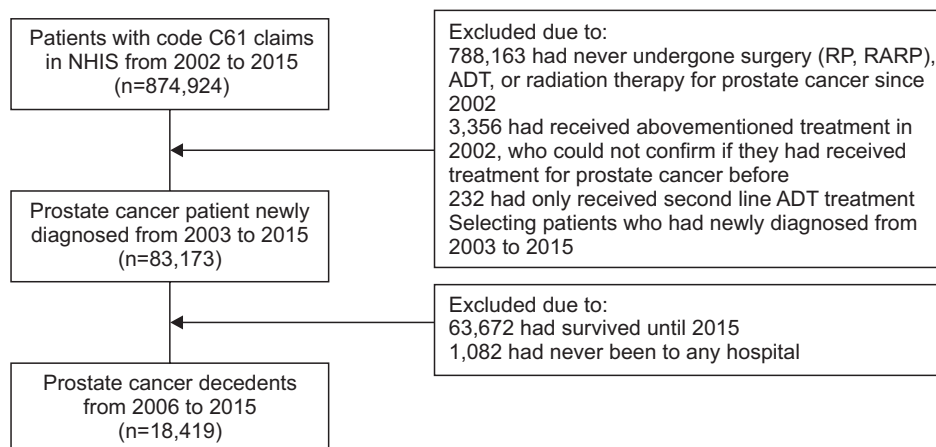 Patients with code C61 claims
in NHIS from 2002 to 2015
(n=874,924)
Excluded due to:
788,163 had never undergone surgery (RP, RARP),
ADT, or radiation therapy for prostate cancer since
2002
3,356 had received abovementioned treatment in
2002, who could not confirm if they had received
treatment for prostate cancer before
232 had only received second line ADT treatment
Selecting patients who had newly diagnosed from
2003 to 2015
Prostate cancer patient newly
diagnosed from 2003 to 2015
(n=83,173)
Excluded due to:
63,672 had survived until 2015
1,082 had never been to any hospital
Prostate cancer decedents
from 2006 to 2015
(n=18,419)